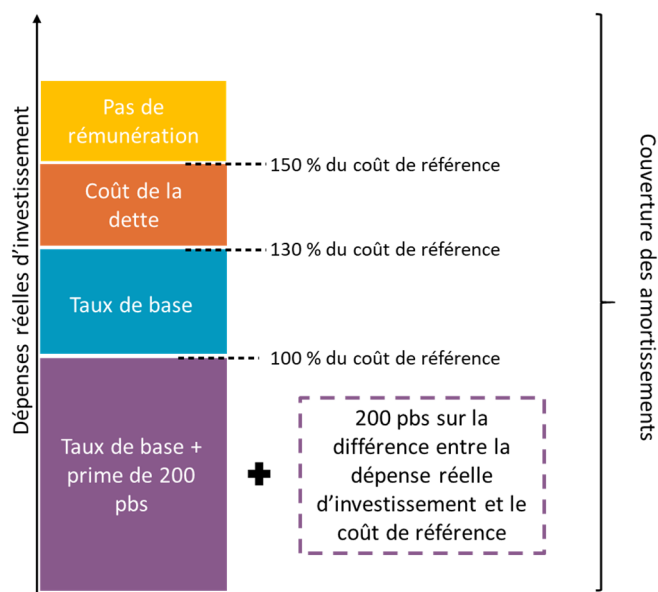 Dépenses réelles d'investissement
Pas de
rémunération
150 % du coût de référence
Coût de la
dette
130 % du coût de référence
Taux de base
100 % du coût de référence
Taux de base +
prime de 200
pbs
200 pbs sur la
différence entre la
dépense réelle
d'investissement et le
coût de référence
Couverture des amortissements